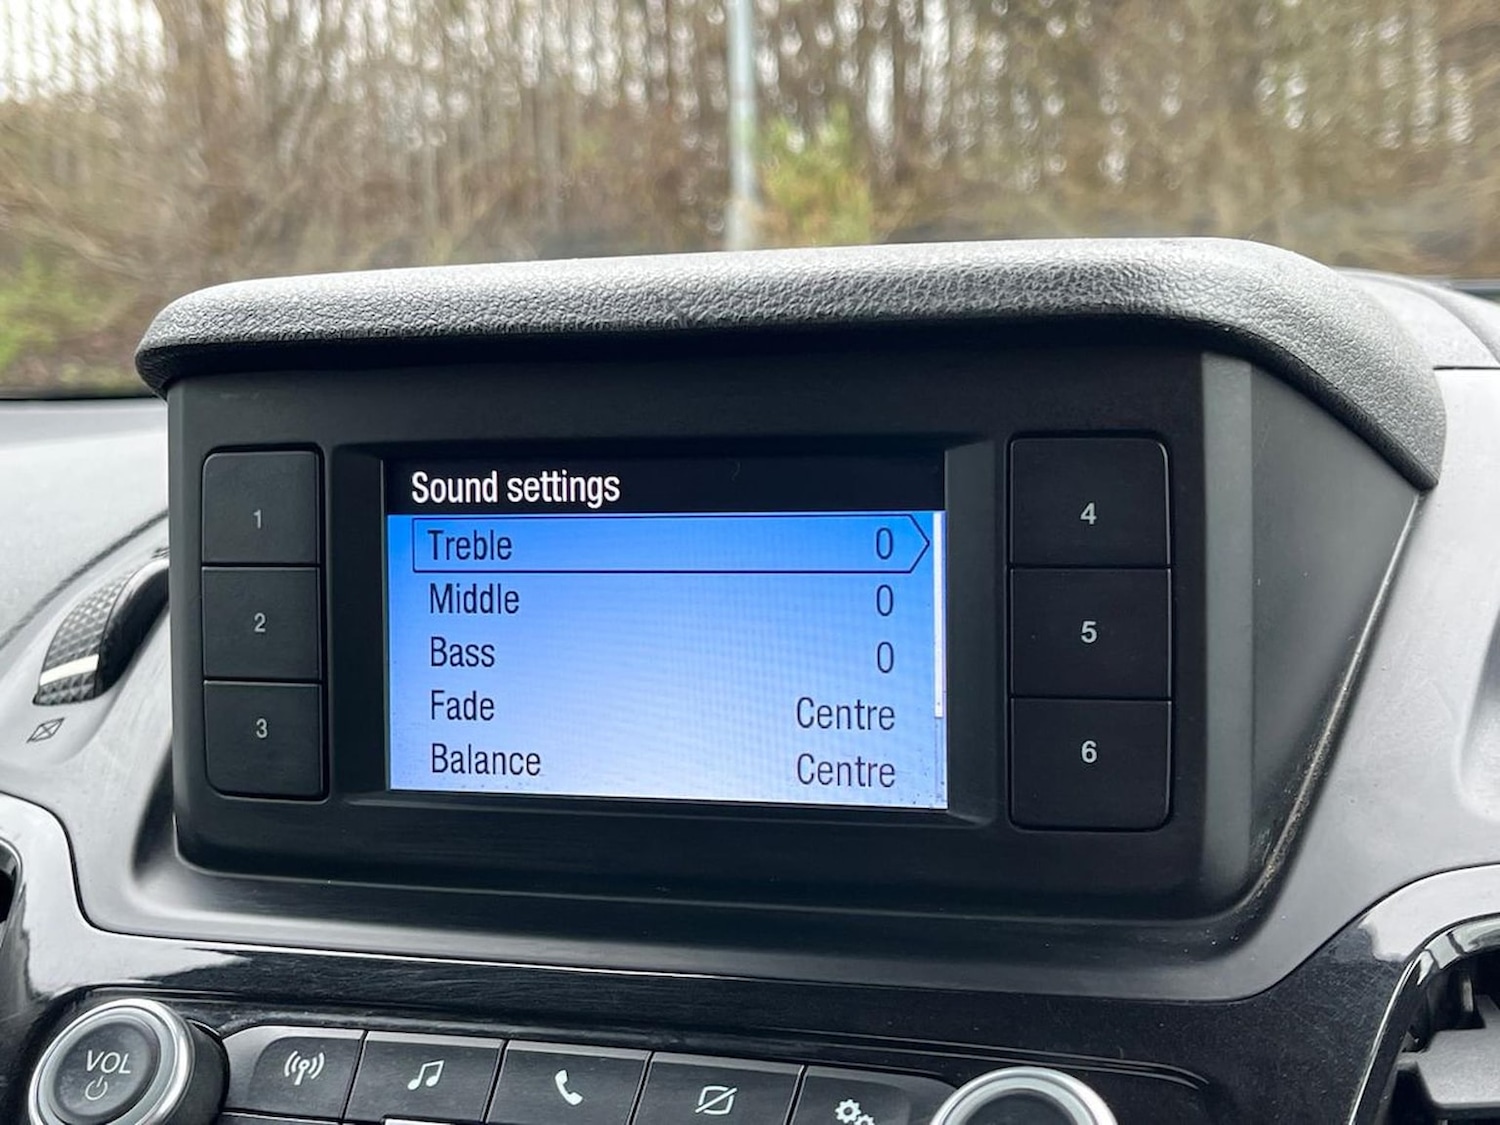 Sound settings
Treble 0
Middle 0
Bass 0
Fade Centre
Balance Centre
1
2
3
4
5
6
VOL